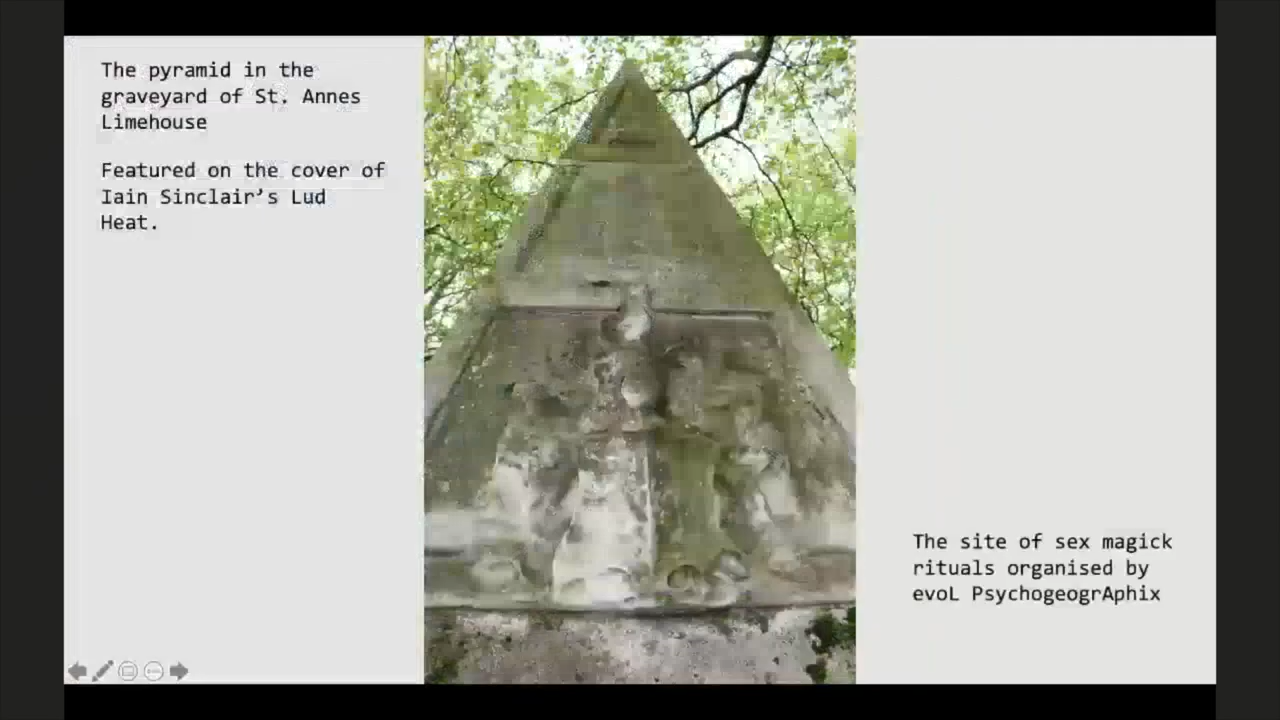 The pyramid in the
graveyard of St. Annes
Limehouse
Featured on the cover of
Iain Sinclair’s Lud
Heat.
The site of sex magick
rituals organised by
evoL PsychogeogrAphix